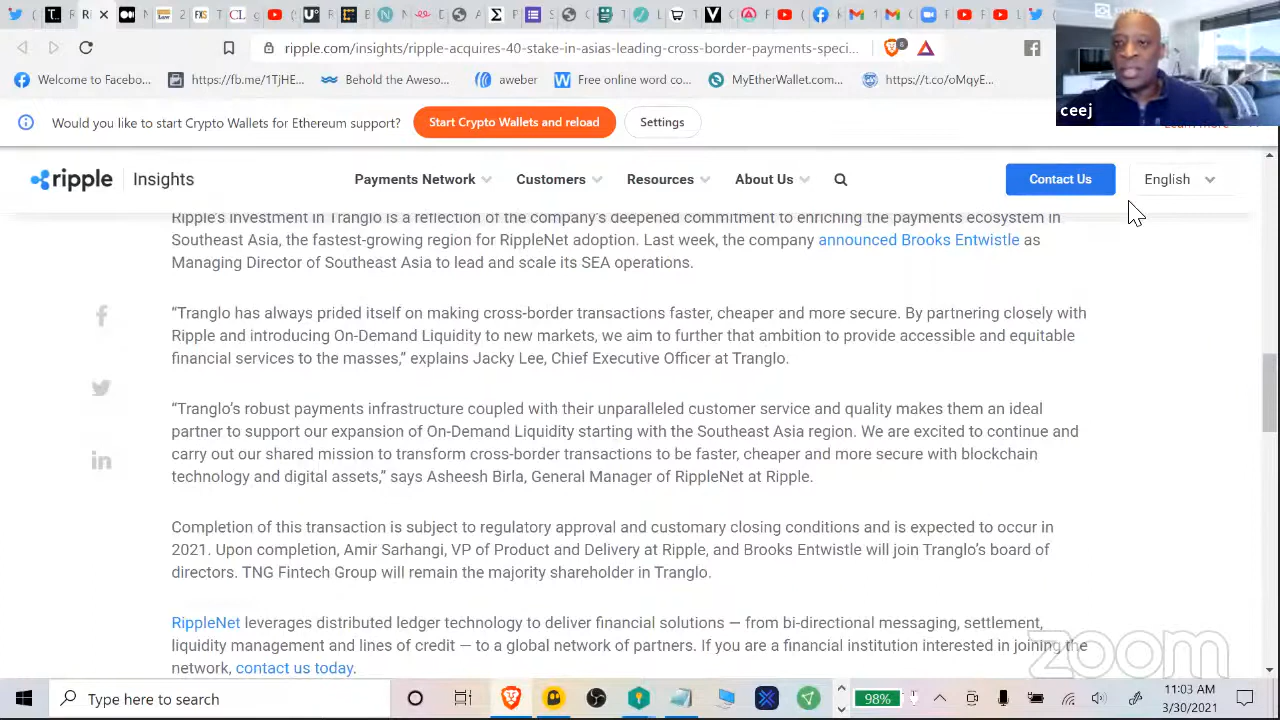 ripple.com/insights/ripple-acquires-40-stake-in-asias-leading-cross-border-payments-speci...
6
ceej
Welcome to Facebo...
https://fb.me/1TjHE...
Behold the Aweso...
aweber
Free online word co...
MyEtherWallet.com...
https://t.co/oMqyE...
Would you like to start Crypto Wallets for Ethereum support?
Start Crypto Wallets and reload
Settings
ripple
Insights
Payments Network
Customers
Resources
About Us
Contact Us
English
Ripple's investment in Tranglo is a reflection of the company's deepened commitment to enriching the payments ecosystem in
Southeast Asia, the fastest-growing region for RippleNet adoption. Last week, the company announced Brooks Entwistle as
Managing Director of Southeast Asia to lead and scale its SEA operations.
“Tranglo has always prided itself on making cross-border transactions faster, cheaper and more secure. By partnering closely with
Ripple and introducing On-Demand Liquidity to new markets, we aim to further that ambition to provide accessible and equitable
financial services to the masses,” explains Jacky Lee, Chief Executive Officer at Tranglo.
“Tranglo's robust payments infrastructure coupled with their unparalleled customer service and quality makes them an ideal
partner to support our expansion of On-Demand Liquidity starting with the Southeast Asia region. We are excited to continue and
carry out our shared mission to transform cross-border transactions to be faster, cheaper and more secure with blockchain
technology and digital assets,” says Asheesh Birla, General Manager of RippleNet at Ripple.
Completion of this transaction is subject to regulatory approval and customary closing conditions and is expected to occur in
2021. Upon completion, Amir Sarhangi, VP of Product and Delivery at Ripple, and Brooks Entwistle will join Tranglo's board of
directors. TNG Fintech Group will remain the majority shareholder in Tranglo.
RippleNet leverages distributed ledger technology to deliver financial solutions — from bi-directional messaging, settlement,
liquidity management and lines of credit — to a global network of partners. If you are a financial institution interested in joining the
network, contact us today.
zoom
Type here to search
98%
11:03 AM
3/30/2021